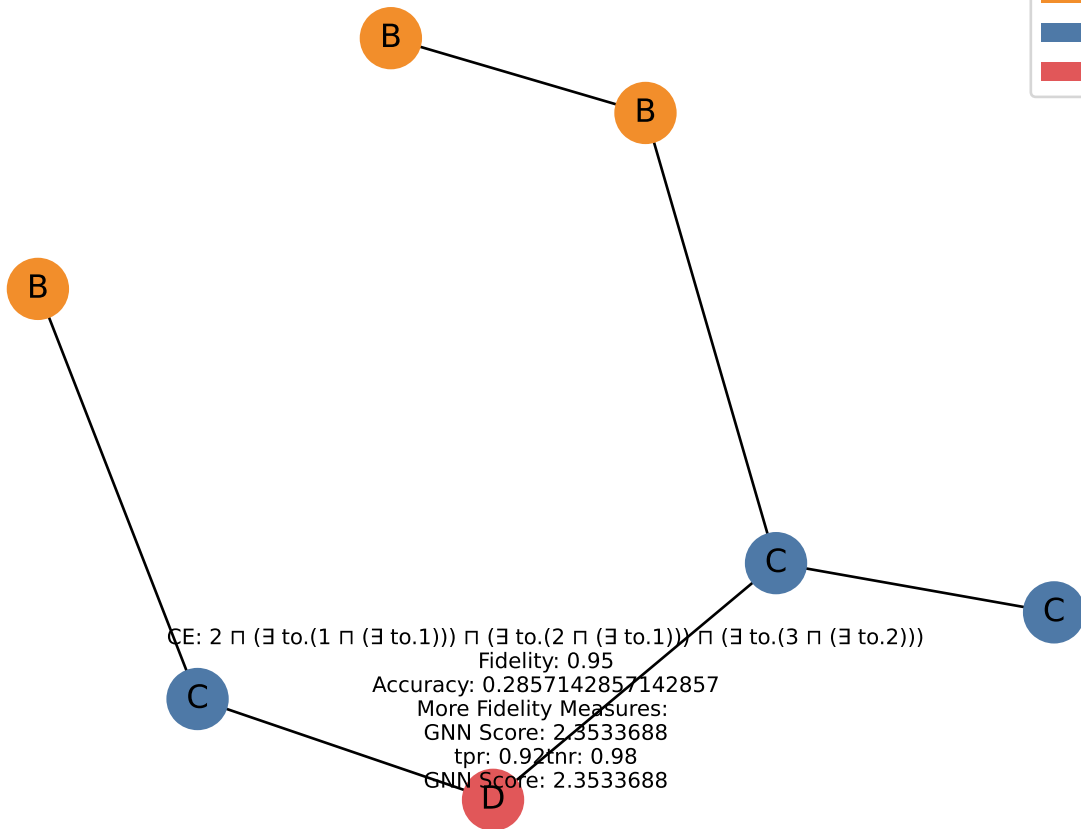 B
B
B
C
C
CE: 2 ⊓ (∃ to.(1 ⊓ (∃ to.1))) ⊓ (∃ to.(2 ⊓ (∃ to.1))) ⊓ (∃ to.(3 ⊓ (∃ to.2)))
Fidelity: 0.95
Accuracy: 0.2857142857142857
C
More Fidelity Measures:
GNN Score: 2.3533688
tpr: 0.92tnr: 0.98
GNN Score: 2.3533688
D